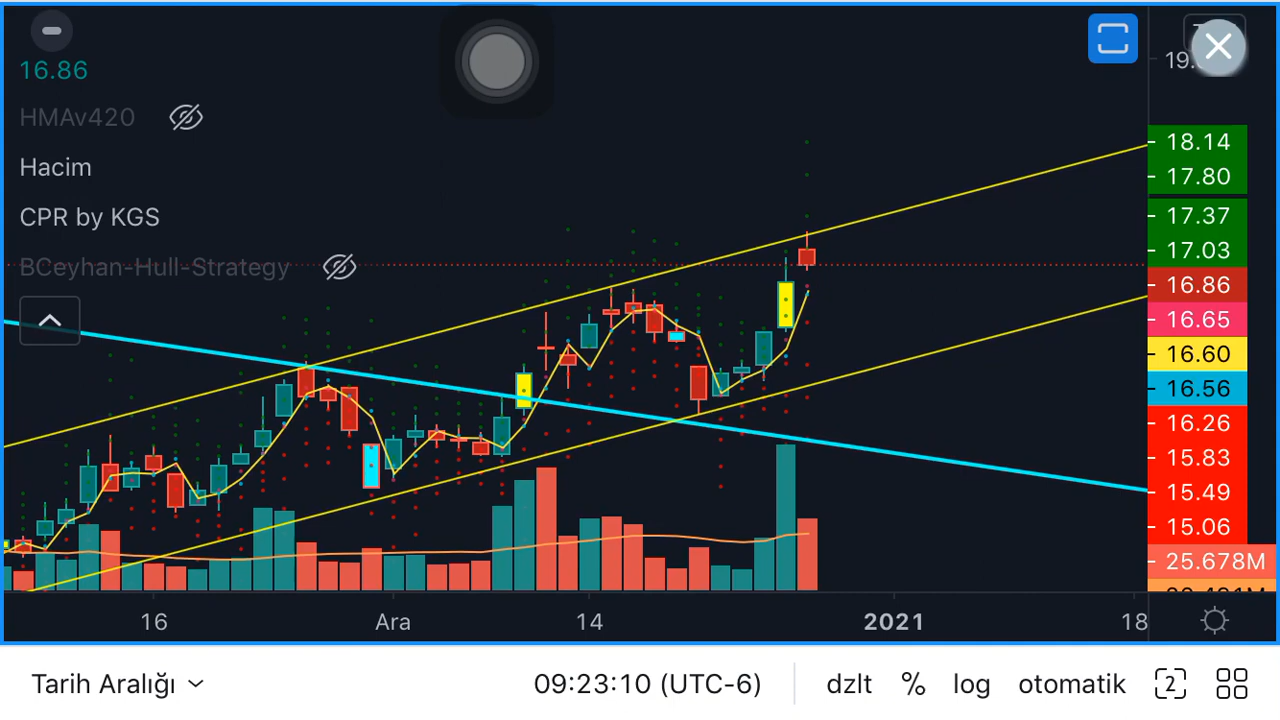 16.86
HMAv420
Hacim
CPR by KGS
BCeyhan-Hull-Strategy
18.14
17.80
17.37
17.03
16.86
16.65
16.60
16.56
16.26
15.83
15.49
15.06
25.678M
16 Ara 14 2021 18
Tarih Aralığı 09:23:10 (UTC-6) dzlt % log otomatik 2